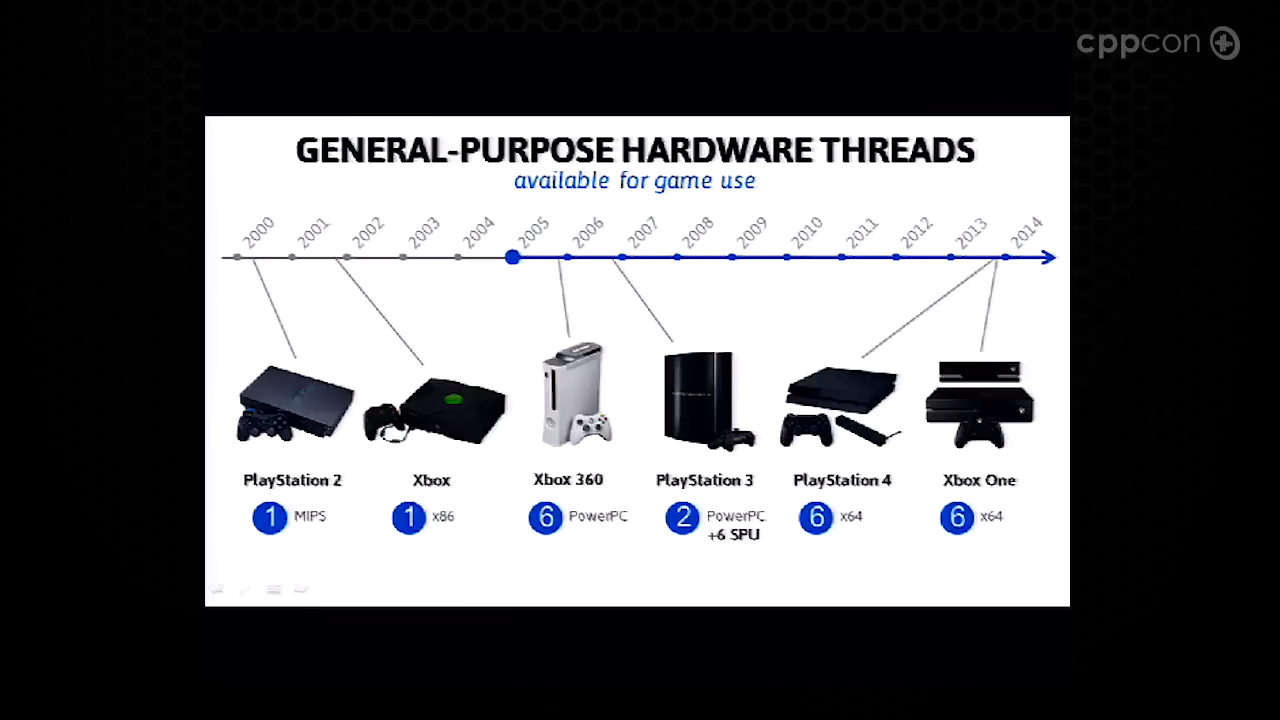 cppcon
GENERAL-PURPOSE HARDWARE THREADS
available for game use
2000 2001 2002 2003 2004 2005 2006 2007 2008 2009 2010 2011 2012 2013 2014
PlayStation 2 Xbox Xbox 360 PlayStation 3 PlayStation 4 Xbox One
1 MIPS 1 x86 6 PowerPC 2 PowerPC 6 x64 6 x64
+6 SPU